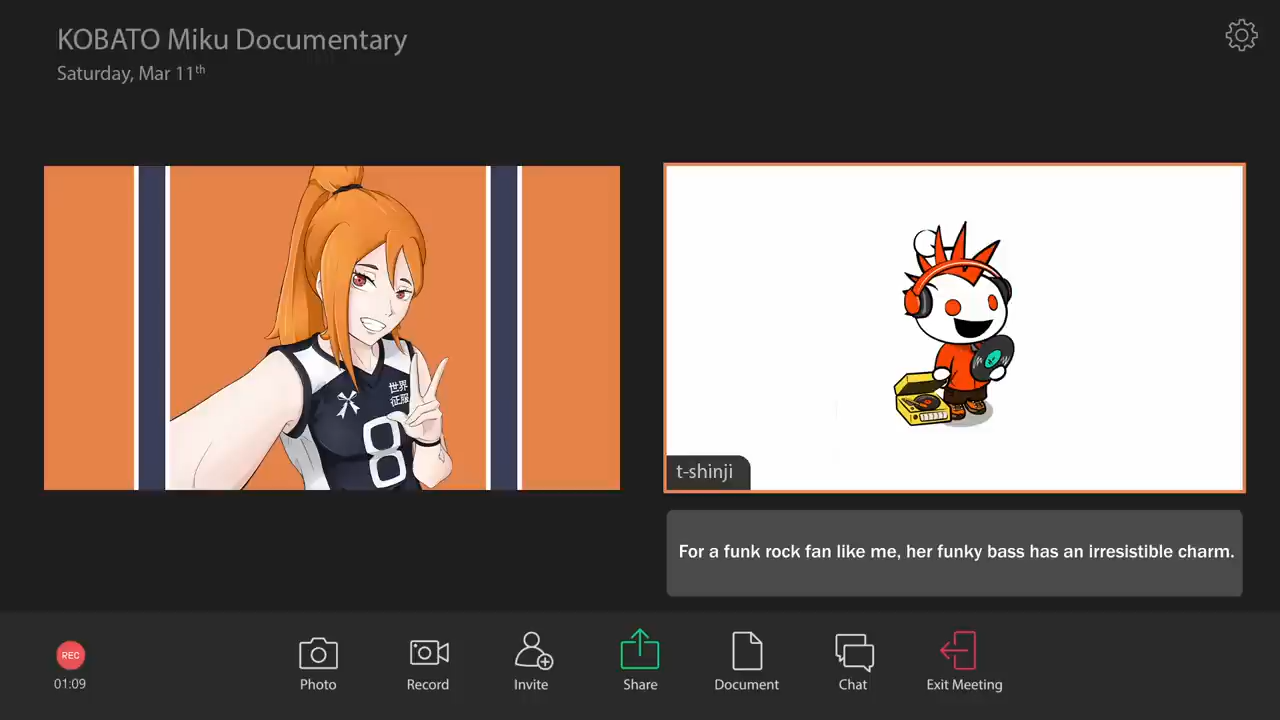 KOBATO Miku Documentary
Saturday, Mar 11th
世界
征服
8
t-shinji
For a funk rock fan like me, her funky bass has an irresistible charm.
REC
01:09
Photo
Record
Invite
Share
Document
Chat
Exit Meeting